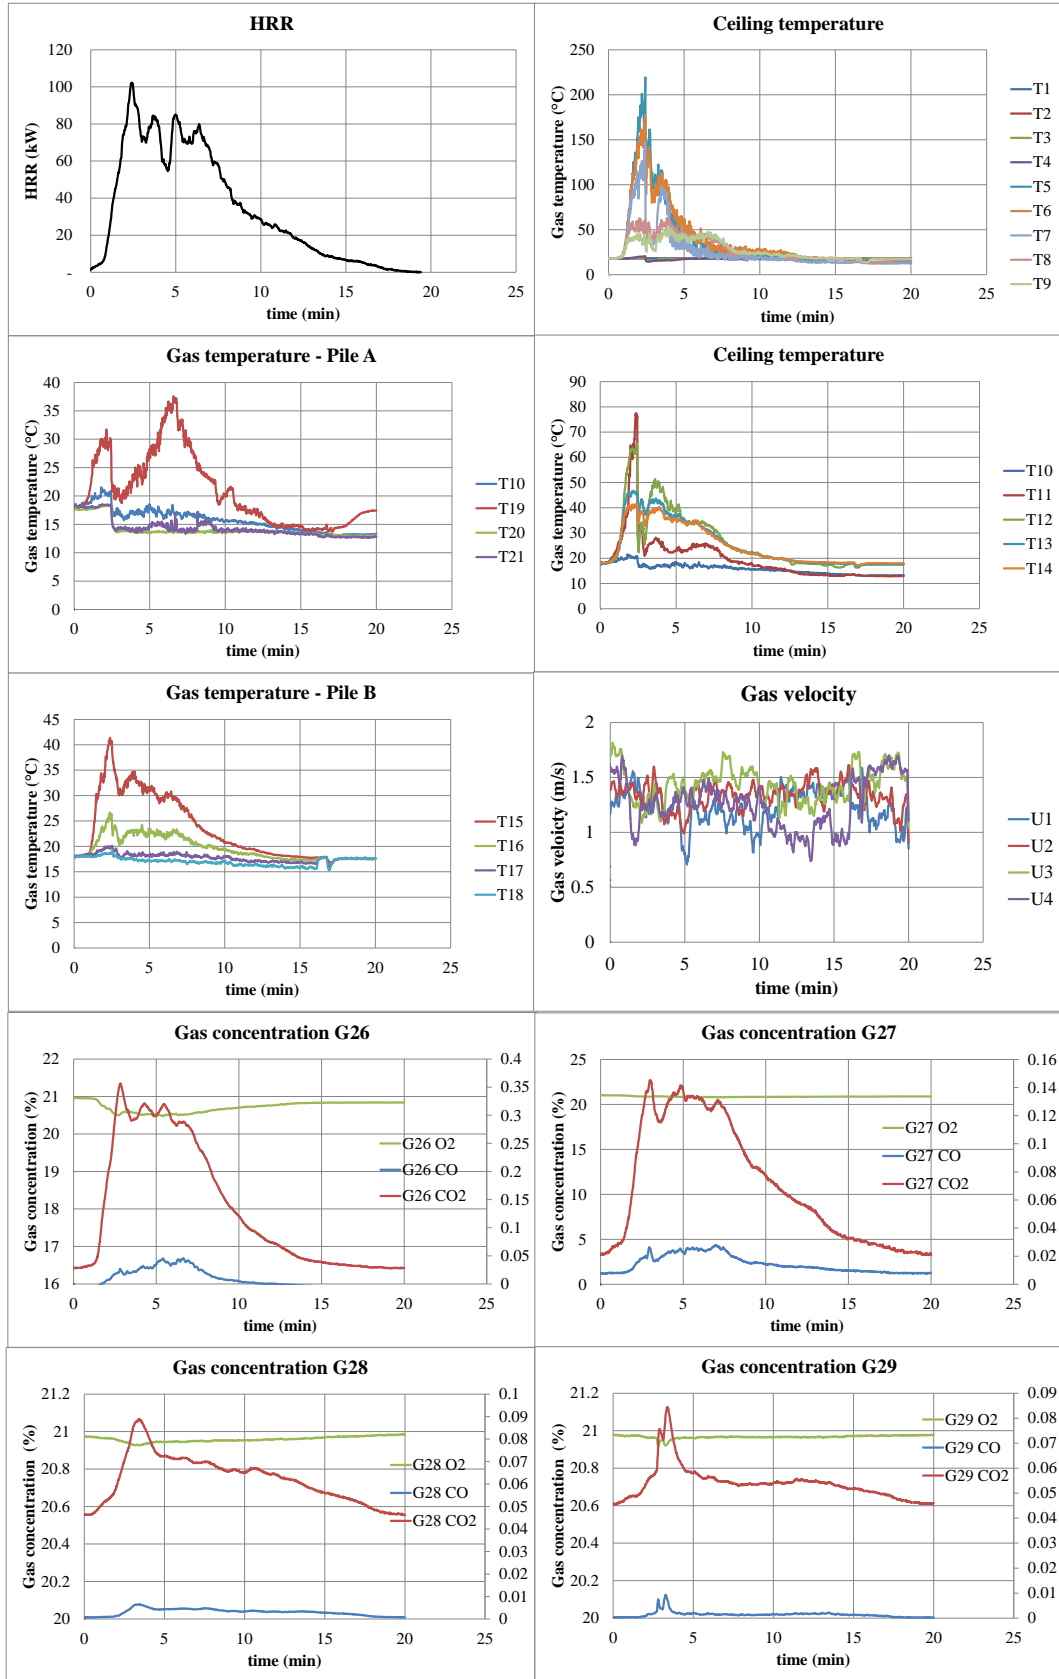 HRR
HRR (kW)
120
100
80
60
40
20
-
0 5 10 15 20 25
time (min)
Ceiling temperature
Gas temperature (°C)
250
200
150
100
50
0
0 5 10 15 20 25
time (min)
T1
T2
T3
T4
T5
T6
T7
T8
T9
Gas temperature - Pile A
Gas temperature (°C)
40
35
30
25
20
15
10
5
0
0 5 10 15 20 25
time (min)
T10
T19
T20
T21
Ceiling temperature
Gas temperature (°C)
90
80
70
60
50
40
30
20
10
0
0 5 10 15 20 25
time (min)
T10
T11
T12
T13
T14
Gas temperature - Pile B
Gas temperature (°C)
45
40
35
30
25
20
15
10
5
0
0 5 10 15 20 25
time (min)
T15
T16
T17
T18
Gas velocity
Gas veloicty (m/s)
2
1.5
1
0.5
0
0 5 10 15 20 25
time (min)
U1
U2
U3
U4
Gas concentration G26
Gas concentration (%)
22
21
20
19
18
17
16
0.4
0.35
0.3
0.25
0.2
0.15
0.1
0.05
0
0 5 10 15 20 25
time (min)
G26 O2
G26 CO
G26 CO2
Gas concentration G27
Gas concentration (%)
25
20
15
10
5
0
0.16
0.14
0.12
0.1
0.08
0.06
0.04
0.02
0
0 5 10 15 20 25
time (min)
G27 O2
G27 CO
G27 CO2
Gas concentration G28
Gas concentration (%)
21.2
21
20.8
20.6
20.4
20.2
20
0.1
0.09
0.08
0.07
0.06
0.05
0.04
0.03
0.02
0.01
0
0 5 10 15 20 25
time (min)
G28 O2
G28 CO
G28 CO2
Gas concentration G29
Gas concentration (%)
21.2
21
20.8
20.6
20.4
20.2
20
0.09
0.08
0.07
0.06
0.05
0.04
0.03
0.02
0.01
0
0 5 10 15 20 25
time (min)
G29 O2
G29 CO
G29 CO2